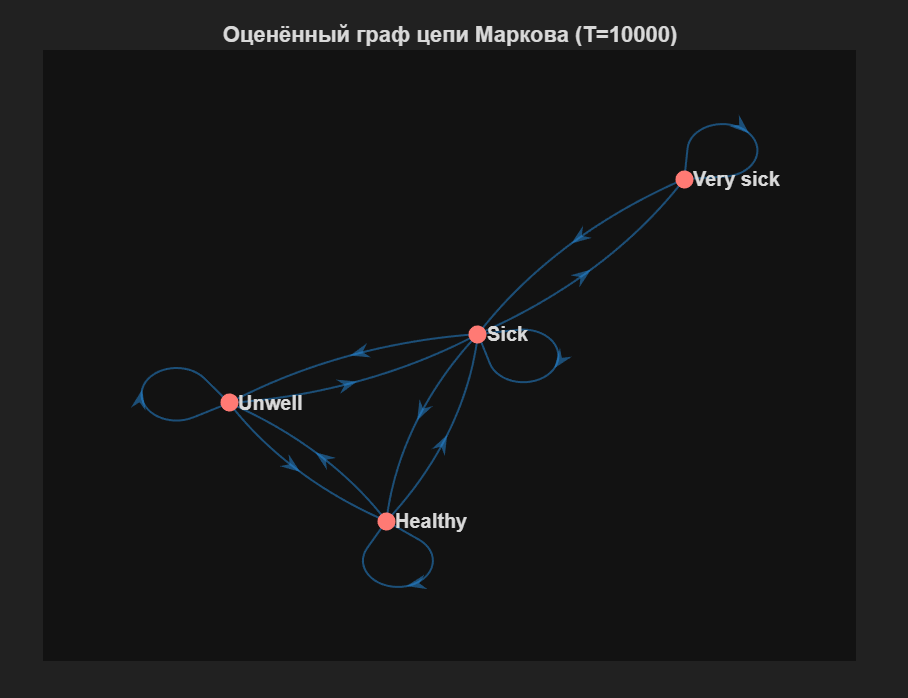 Оценённый граф цепи Маркова (T=10000)
Very sick
Sick
Unwell
Healthy